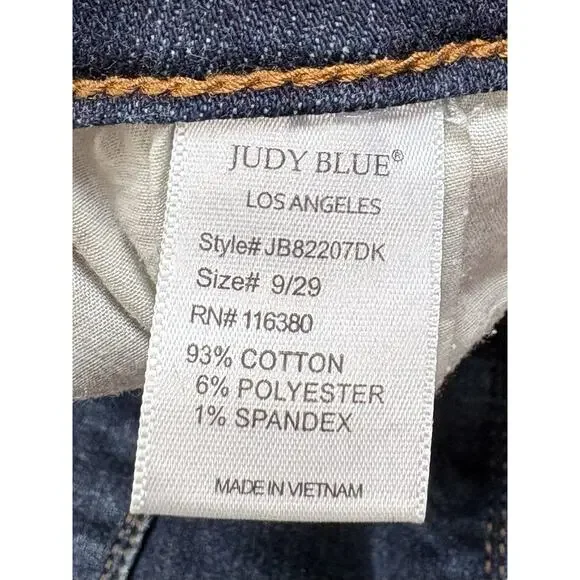 JUDY BLUE®
LOS ANGELES
Style# JB82207DK
Size# 9/29
RN# 116380
93% COTTON
6% POLYESTER
1% SPANDEX
MADE IN VIETNAM